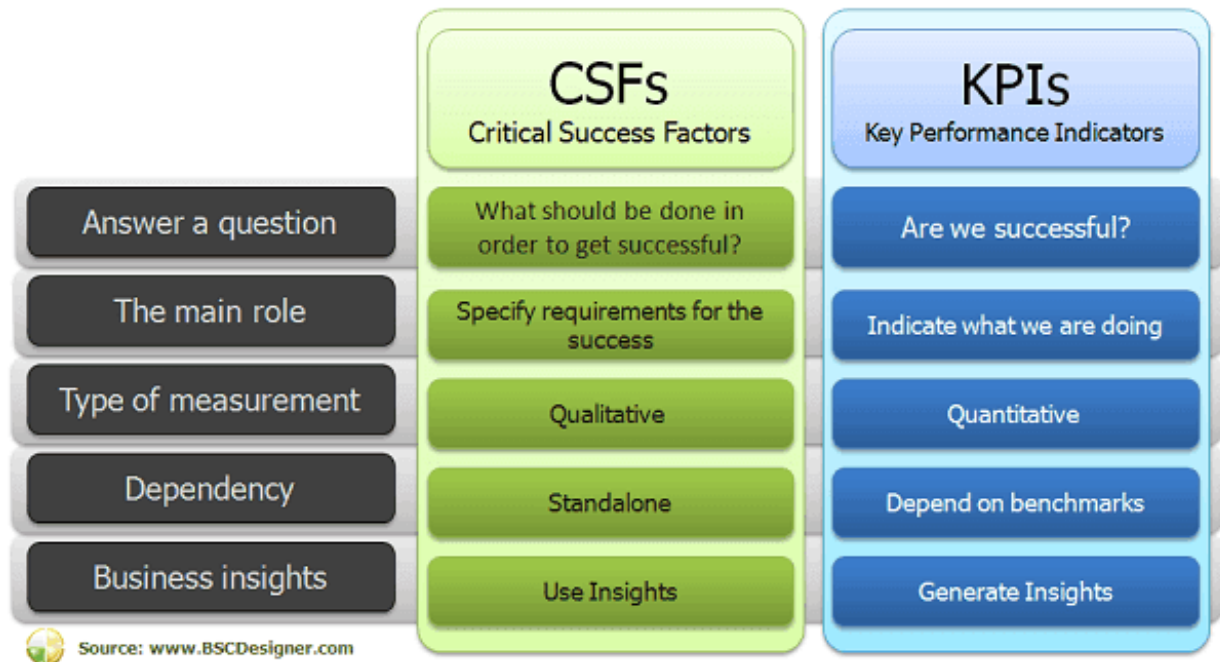 CSFs
Critical Success Factors
KPIs
Key Performance Indicators
Answer a question
What should be done in
order to get successful?
Are we successful?
The main role
Specify requirements for the
success
Indicate what we are doing
Type of measurement
Qualitative
Quantitative
Dependency
Standalone
Depend on benchmarks
Business insights
Use Insights
Generate Insights
Source: www.BSCDesigner.com